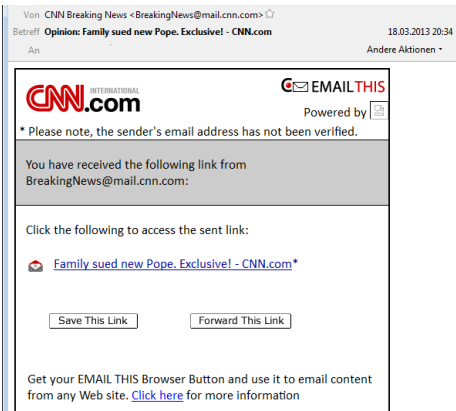 Von CNN Breaking News <BreakingNews@mail.cnn.com>
Betreff Opinion: Family sued new Pope. Exclusive! - CNN.com 18.03.2013 20:34
An Andere Aktionen
CNN INTERNATIONAL .com
EMAIL THIS
Powered by
* Please note, the sender's email address has not been verified.
You have received the following link from
BreakingNews@mail.cnn.com:
Click the following to access the sent link:
Family sued new Pope. Exclusive! - CNN.com*
Save This Link Forward This Link
Get your EMAIL THIS Browser Button and use it to email content
from any Web site. Click here for more information